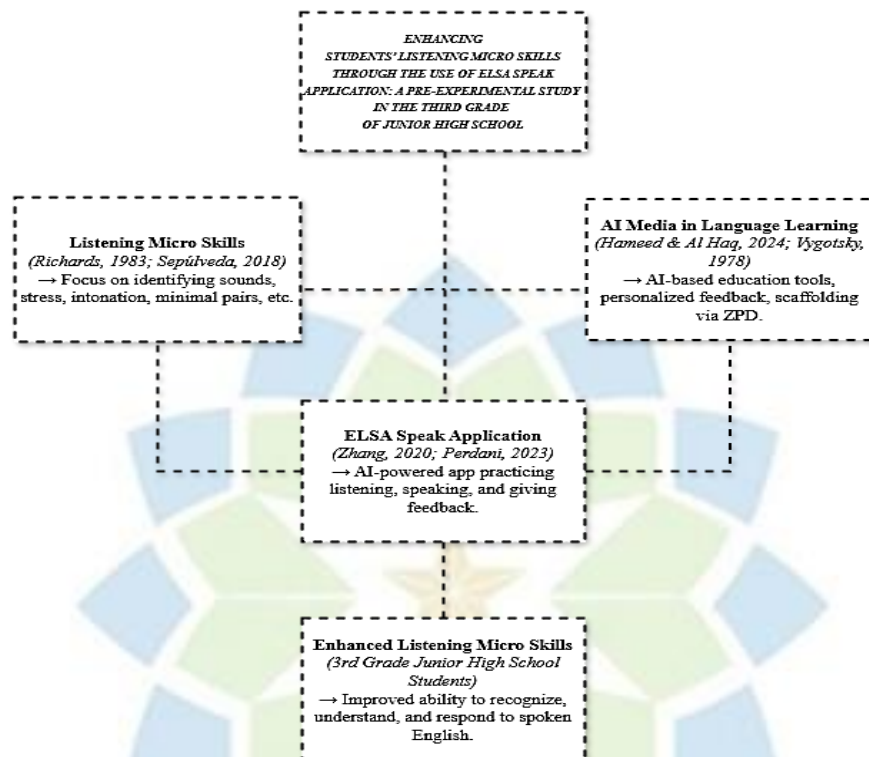 ENHANCING
STUDENTS' LISTENING MICRO SKILLS
THROUGH THE USE OF ELSA SPEAK
APPLICATION: A PRE-EXPERIMENTAL STUDY
IN THE THIRD GRADE
OF JUNIOR HIGH SCHOOL
Listening Micro Skills
(Richards, 1983; Sepúlveda, 2018)
→ Focus on identifying sounds,
stress, intonation, minimal pairs, etc.
AI Media in Language Learning
(Hameed & Al Haq, 2024; Vygotsky,
1978)
→ AI-based education tools,
personalized feedback, scaffolding
via ZPD.
ELSA Speak Application
(Zhang, 2020; Perdani, 2023)
→ AI-powered app practicing
listening, speaking, and giving
feedback.
Enhanced Listening Micro Skills
(3rd Grade Junior High School
Students)
→ Improved ability to recognize,
understand, and respond to spoken
English.